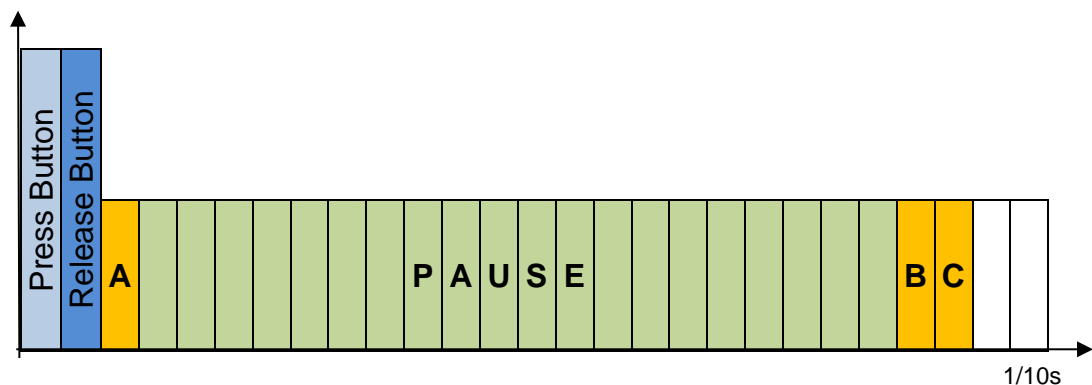 Press Button
Release Button
A
P A U S E
B
C
1/10s